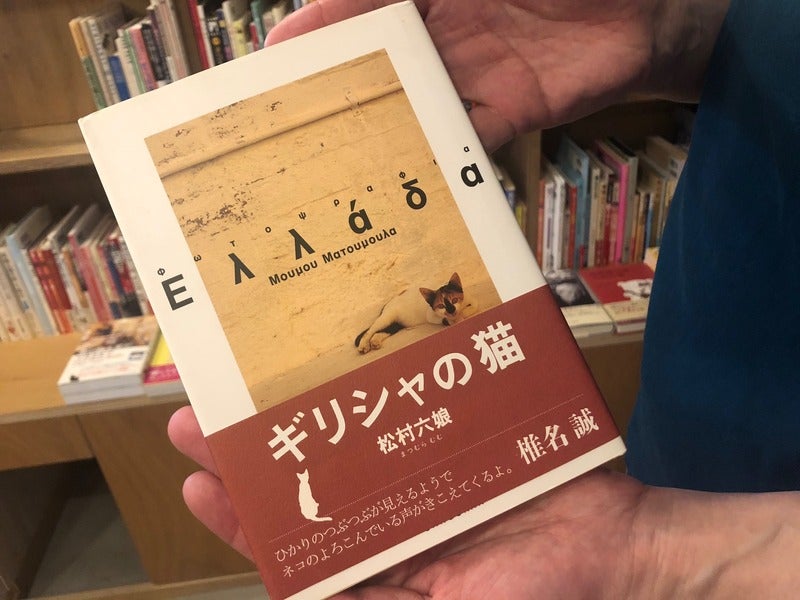 φωτοψραφια
Ελλάδα
Μουμου Ματουμουλα
ギリシャの猫
松村六娘
まつむら むむ
ひかりのつぶつぶが見えるようで
ネコのよろこんでいる声がきこえてくるよ。
椎名 誠